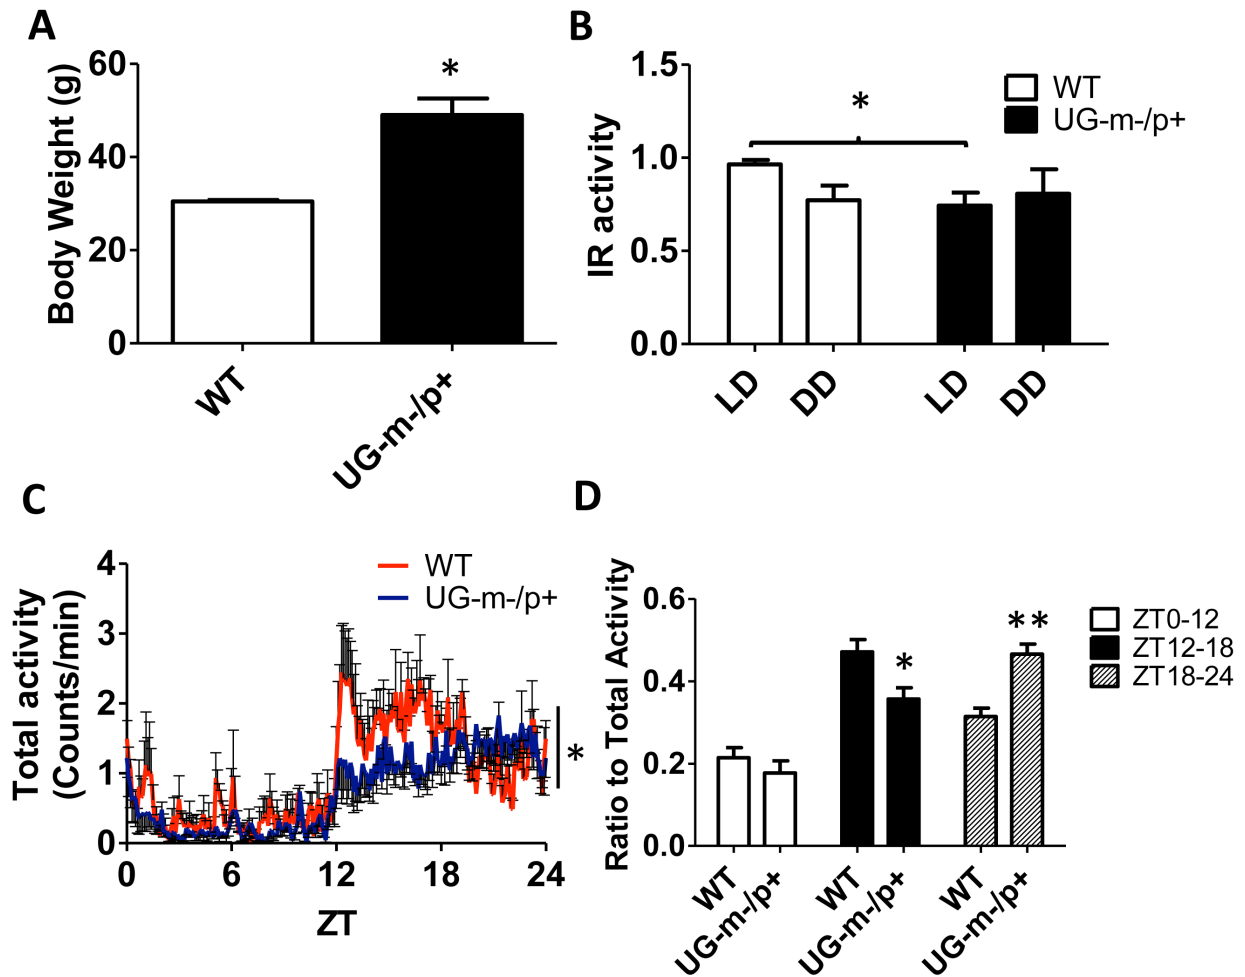 A
Body Weight (g)
60
40
20
0
*
WT
UG-m-/p+
B
IR activity
1.5
1.0
0.5
0.0
*
WT
UG-m-/p+
LD
DD
LD
DD
C
Total activity
(Counts/min)
4
3
2
1
0
WT
UG-m-/p+
*
0
6
12
18
24
ZT
D
Ratio to Total Activity
0.6
0.4
0.2
0.0
*
**
ZT0-12
ZT12-18
ZT18-24
WT
UG-m-/p+
WT
UG-m-/p+
WT
UG-m-/p+